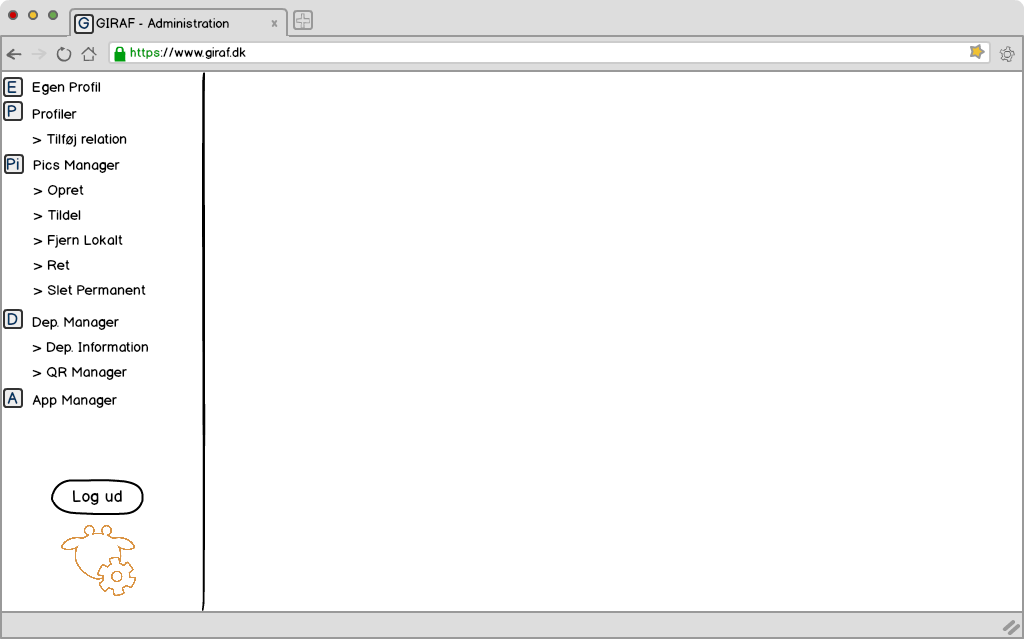 G GIRAF - Administration x
https://www.giraf.dk
E Egen Profil
P Profiler
> Tilføj relation
Pi Pics Manager
> Opret
> Tildel
> Fjern Lokalt
> Ret
> Slet Permanent
D Dep. Manager
> Dep. Information
> QR Manager
A App Manager
Log ud